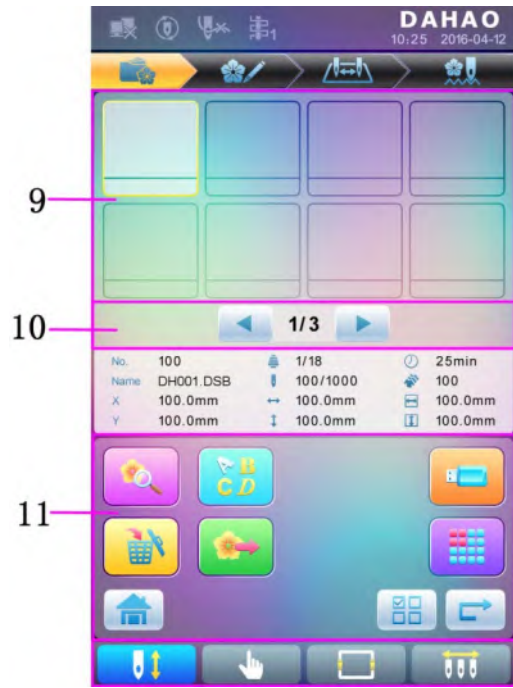 DAHAO
1
10:25 2016-04-12
9
10
1/3
No. 100 1/18 25min
Name DH001.DSB 100/1000 100
X 100.0mm 100.0mm 100.0mm
Y 100.0mm 100.0mm 100.0mm
11
A B
C D